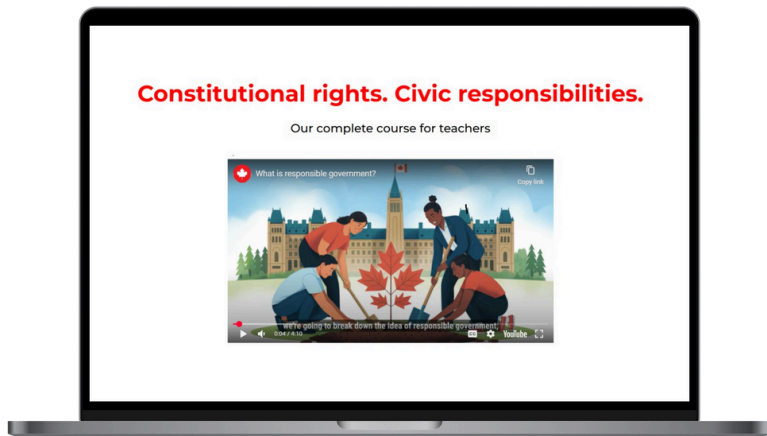 Constitutional rights. Civic responsibilities.
Our complete course for teachers
What is responsible government?
Copy link
we're going to break down the idea of responsible government,
0:04 / 4:10
CC
YouTube